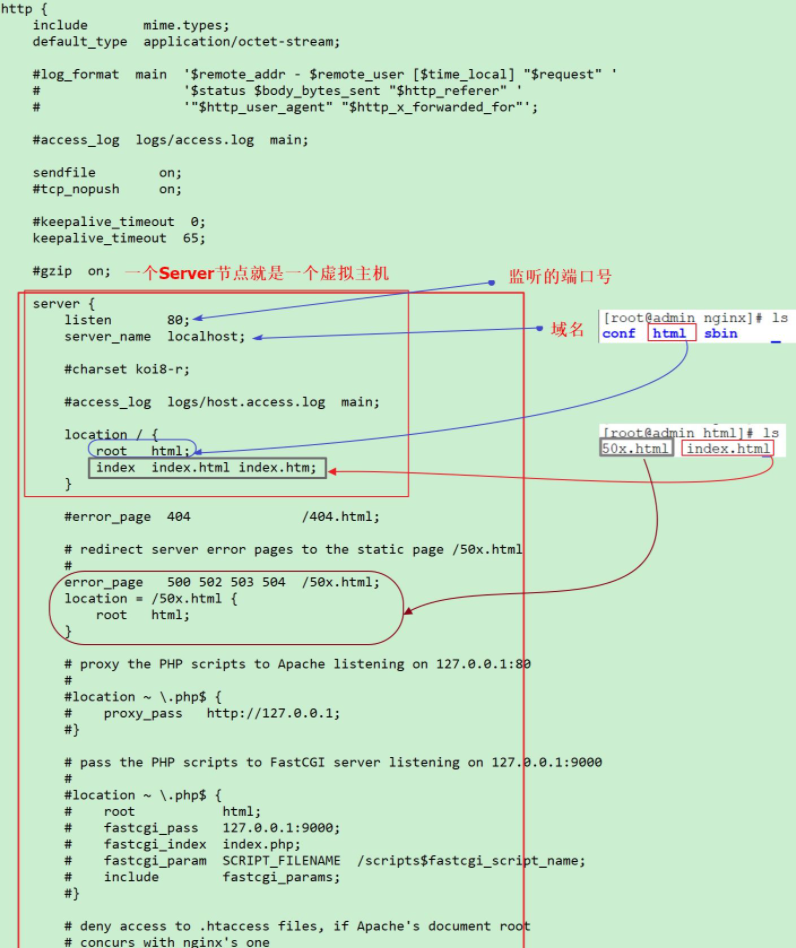 http {
    include       mime.types;
    default_type  application/octet-stream;
    #log_format  main  '$remote_addr - $remote_user [$time_local] "$request" '
    #                  '$status $body_bytes_sent "$http_referer" '
    #                  '"$http_user_agent" "$http_x_forwarded_for"';
    #access_log  logs/access.log  main;
    sendfile        on;
    #tcp_nopush     on;
    #keepalive_timeout  0;
    keepalive_timeout  65;
    #gzip  on;  一个Server节点就是一个虚拟主机
监听的端口号
    server {
        listen       80;
        server_name  localhost;
域名
[root@admin nginx]# ls
conf  html  sbin
        #charset koi8-r;
        #access_log  logs/host.access.log  main;
        location / {
            root   html;
            index  index.html index.htm;
        }
[root@admin html]# ls
50x.html  index.html
        #error_page  404              /404.html;
        # redirect server error pages to the static page /50x.html
        #
        error_page   500 502 503 504  /50x.html;
        location = /50x.html {
            root   html;
        }
        # proxy the PHP scripts to Apache listening on 127.0.0.1:80
        #
        #location ~ \.php$ {
        #    proxy_pass   http://127.0.0.1;
        #}
        # pass the PHP scripts to FastCGI server listening on 127.0.0.1:9000
        #
        #location ~ \.php$ {
        #    root           html;
        #    fastcgi_pass   127.0.0.1:9000;
        #    fastcgi_index  index.php;
        #    fastcgi_param  SCRIPT_FILENAME  /scripts$fastcgi_script_name;
        #    include        fastcgi_params;
        #}
        # deny access to .htaccess files, if Apache's document root
        # concurs with nginx's one